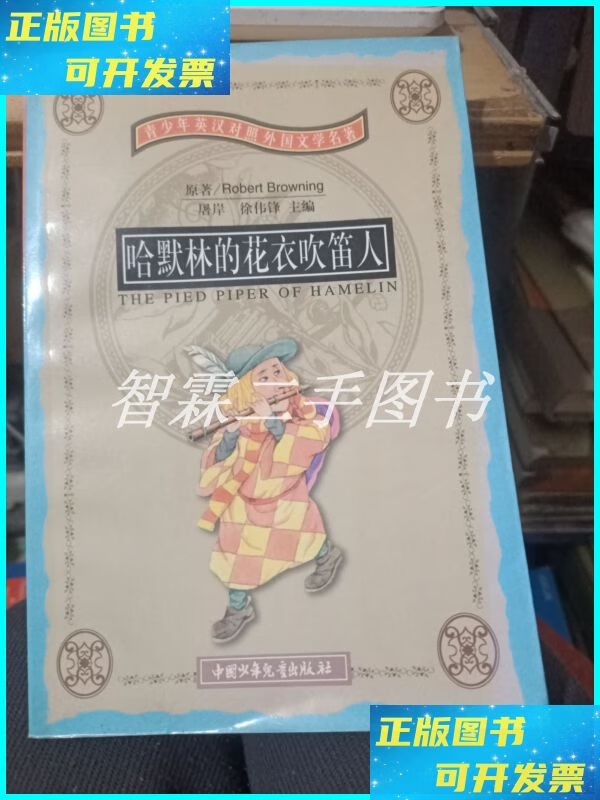 正版图书
可开发票
青少年英汉对照外国文学名著
原著/Robert Browning
屠岸 徐伟锋 主编
哈默林的花衣吹笛人
THE PIED PIPER OF HAMELIN
智霖二手图书
中國少年兒童出版社
正版图书
可开发票